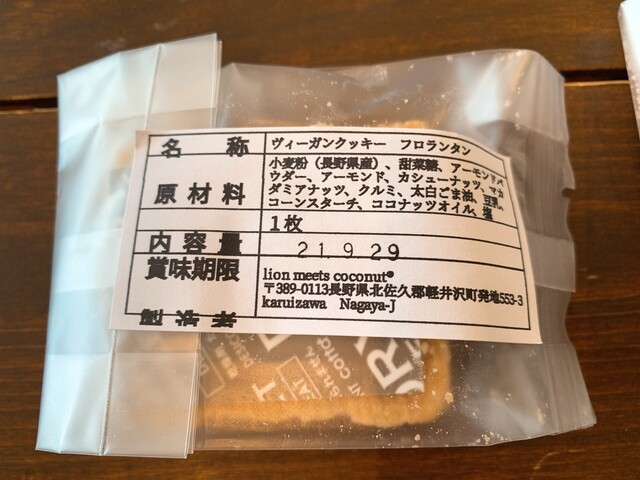 名称 ヴィーガンクッキー フロランタン
原材料 小麦粉（長野県産）、甜菜糖、アーモンドパ
ウダー、アーモンド、カシューナッツ、マカ
ダミアナッツ、クルミ、太白ごま油、豆乳、
コーンスターチ、ココナッツオイル、塩
内容量 1枚
賞味期限 21.9.29
製造者 lion meets coconut®
〒389-0113長野県北佐久郡軽井沢町発地553-3
karuizawa Nagaya-J